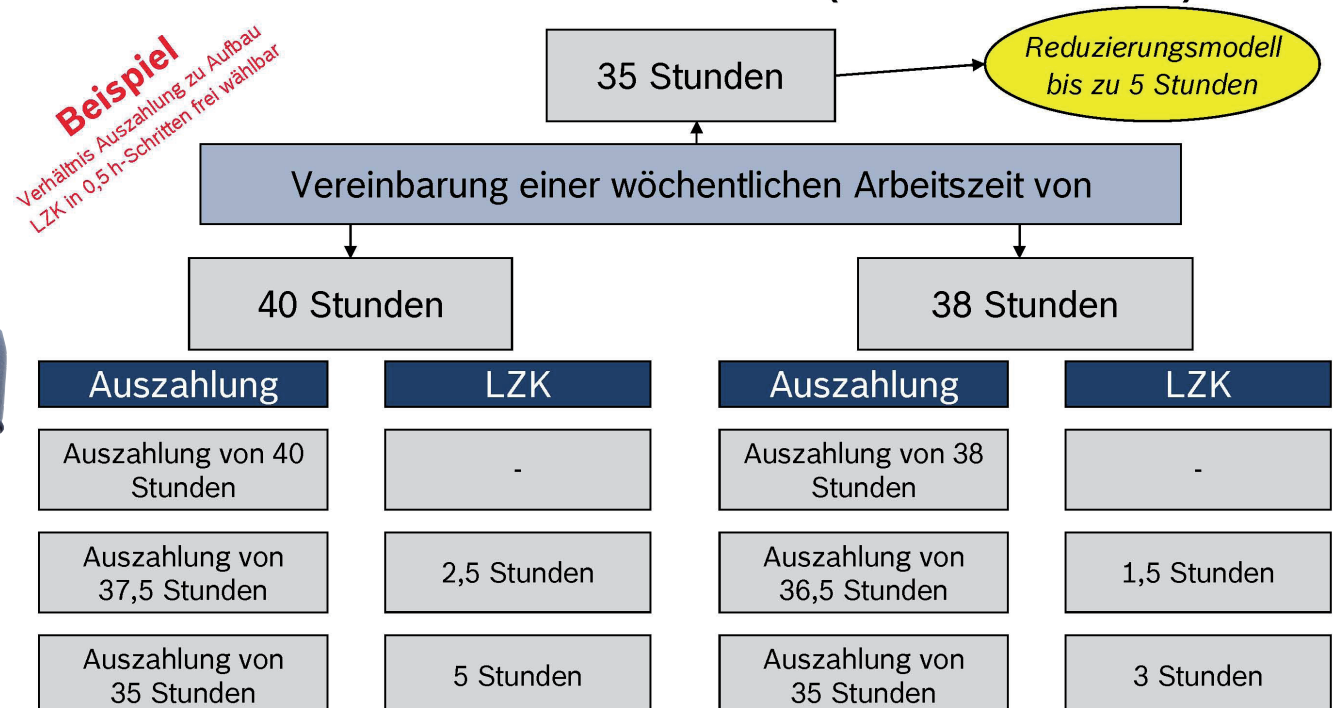 Beispiel
Verhältnis Auszahlung zu Aufbau
LZK in 0,5 h-Schritten frei wählbar
35 Stunden
Reduzierungsmodell
bis zu 5 Stunden
Vereinbarung einer wöchentlichen Arbeitszeit von
40 Stunden
38 Stunden
Auszahlung
LZK
Auszahlung
LZK
Auszahlung von 40
Stunden
-
Auszahlung von 38
Stunden
-
Auszahlung von
37,5 Stunden
2,5 Stunden
Auszahlung von
36,5 Stunden
1,5 Stunden
Auszahlung von
35 Stunden
5 Stunden
Auszahlung von
35 Stunden
3 Stunden